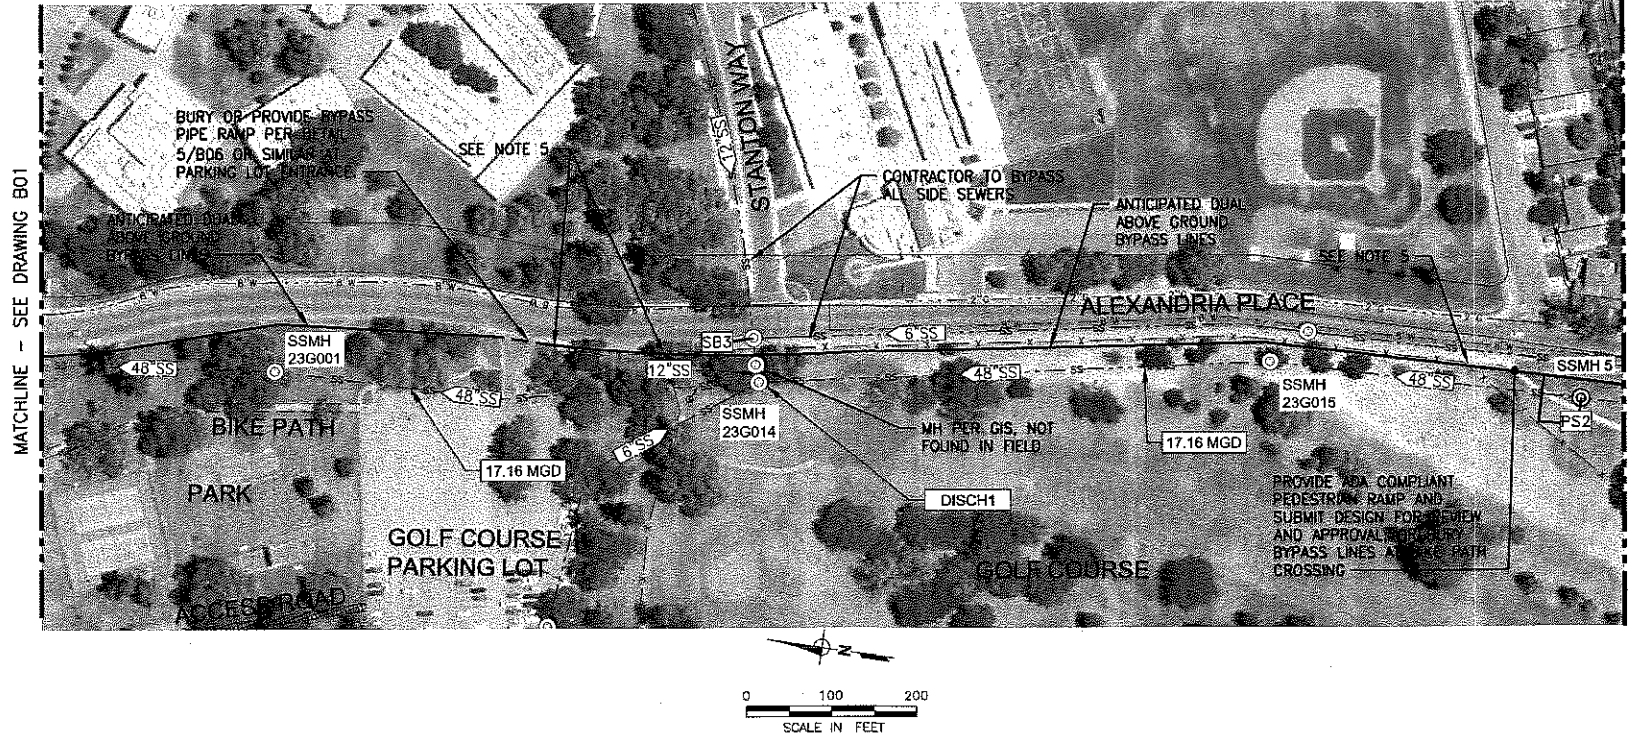 MATCHLINE - SEE DRAWING B01
BURY OR PROVIDE BYPASS
PIPE RAMP PER DETAIL
5/B06 OR SIMILAR AT
PARKING LOT ENTRANCE
SEE NOTE 5
12"SS
STANTON WAY
CONTRACTOR TO BYPASS
ALL SIDE SEWERS
ANTICIPATED DUAL
ABOVE GROUND
BYPASS LINES
ANTICIPATED DUAL
ABOVE GROUND
BYPASS LINES
SEE NOTE 5
ALEXANDRIA PLACE
SSMH
23G001
SB3
6"SS
48"SS
12"SS
48"SS
48"SS
48"SS
SSMH 5
SSMH
23G014
SSMH
23G015
PS2
BIKE PATH
6"SS
MH PER GIS, NOT
FOUND IN FIELD
17.16 MGD
17.16 MGD
DISCH1
PARK
PROVIDE ADA COMPLIANT
PEDESTRIAN RAMP AND
SUBMIT DESIGN FOR REVIEW
AND APPROVAL OR BURY
BYPASS LINES AT BIKE PATH
CROSSING
GOLF COURSE
PARKING LOT
GOLF COURSE
ACCESS ROAD
N
0 100 200
SCALE IN FEET